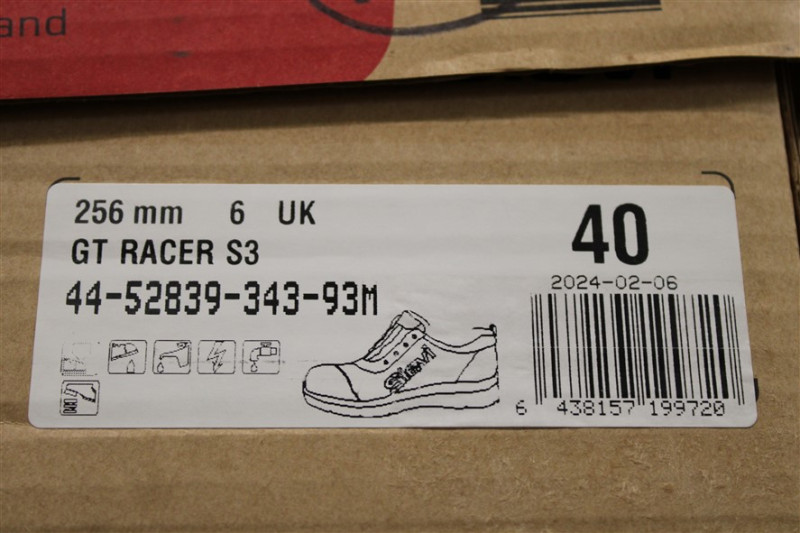 and
256 mm 6 UK
GT RACER S3
44-52839-343-93M
40
2024-02-06
Sievi
6 438157 199720